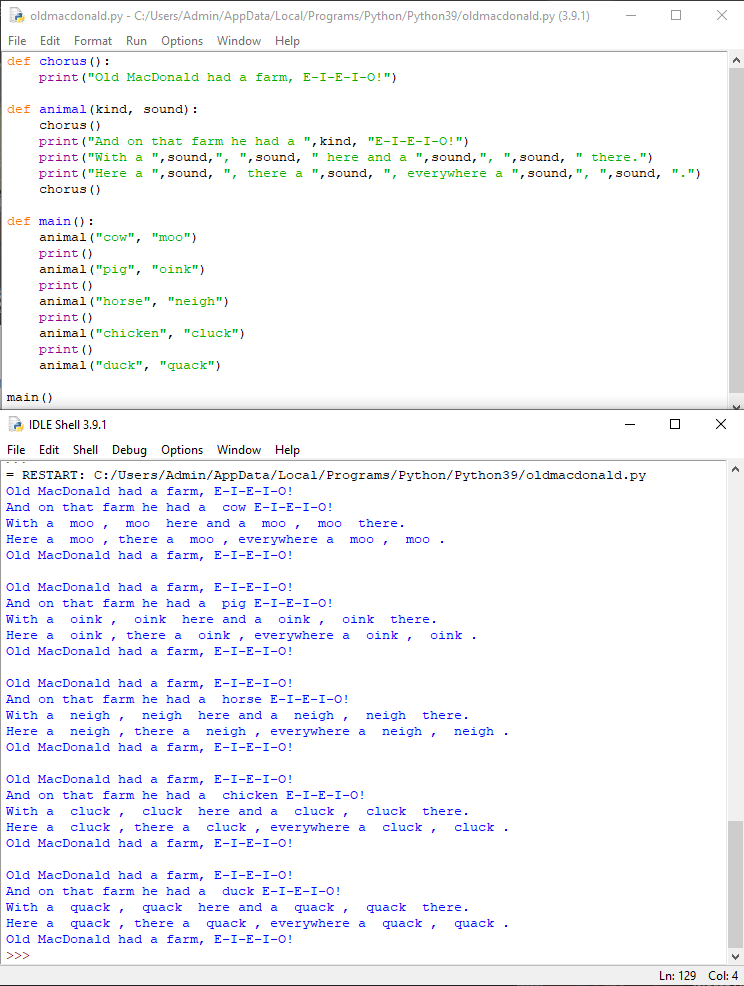 oldmacdonald.py - C:/Users/Admin/AppData/Local/Programs/Python/Python39/oldmacdonald.py (3.9.1)
File Edit Format Run Options Window Help
def chorus():
    print("Old MacDonald had a farm, E-I-E-I-O!")

def animal(kind, sound):
    chorus()
    print("And on that farm he had a ",kind, "E-I-E-I-O!")
    print("With a ",sound,", ",sound, " here and a ",sound,", ",sound, " there.")
    print("Here a ",sound, ", there a ",sound, ", everywhere a ",sound,", ",sound, ".")
    chorus()

def main():
    animal("cow", "moo")
    print()
    animal("pig", "oink")
    print()
    animal("horse", "neigh")
    print()
    animal("chicken", "cluck")
    print()
    animal("duck", "quack")

main()
IDLE Shell 3.9.1
File Edit Shell Debug Options Window Help
= RESTART: C:/Users/Admin/AppData/Local/Programs/Python/Python39/oldmacdonald.py
Old MacDonald had a farm, E-I-E-I-O!
And on that farm he had a  cow E-I-E-I-O!
With a  moo ,  moo  here and a  moo ,  moo  there.
Here a  moo , there a  moo , everywhere a  moo ,  moo .
Old MacDonald had a farm, E-I-E-I-O!

Old MacDonald had a farm, E-I-E-I-O!
And on that farm he had a  pig E-I-E-I-O!
With a  oink ,  oink  here and a  oink ,  oink  there.
Here a  oink , there a  oink , everywhere a  oink ,  oink .
Old MacDonald had a farm, E-I-E-I-O!

Old MacDonald had a farm, E-I-E-I-O!
And on that farm he had a  horse E-I-E-I-O!
With a  neigh ,  neigh  here and a  neigh ,  neigh  there.
Here a  neigh , there a  neigh , everywhere a  neigh ,  neigh .
Old MacDonald had a farm, E-I-E-I-O!

Old MacDonald had a farm, E-I-E-I-O!
And on that farm he had a  chicken E-I-E-I-O!
With a  cluck ,  cluck  here and a  cluck ,  cluck  there.
Here a  cluck , there a  cluck , everywhere a  cluck ,  cluck .
Old MacDonald had a farm, E-I-E-I-O!

Old MacDonald had a farm, E-I-E-I-O!
And on that farm he had a  duck E-I-E-I-O!
With a  quack ,  quack  here and a  quack ,  quack  there.
Here a  quack , there a  quack , everywhere a  quack ,  quack .
Old MacDonald had a farm, E-I-E-I-O!
>>>
Ln: 129 Col: 4